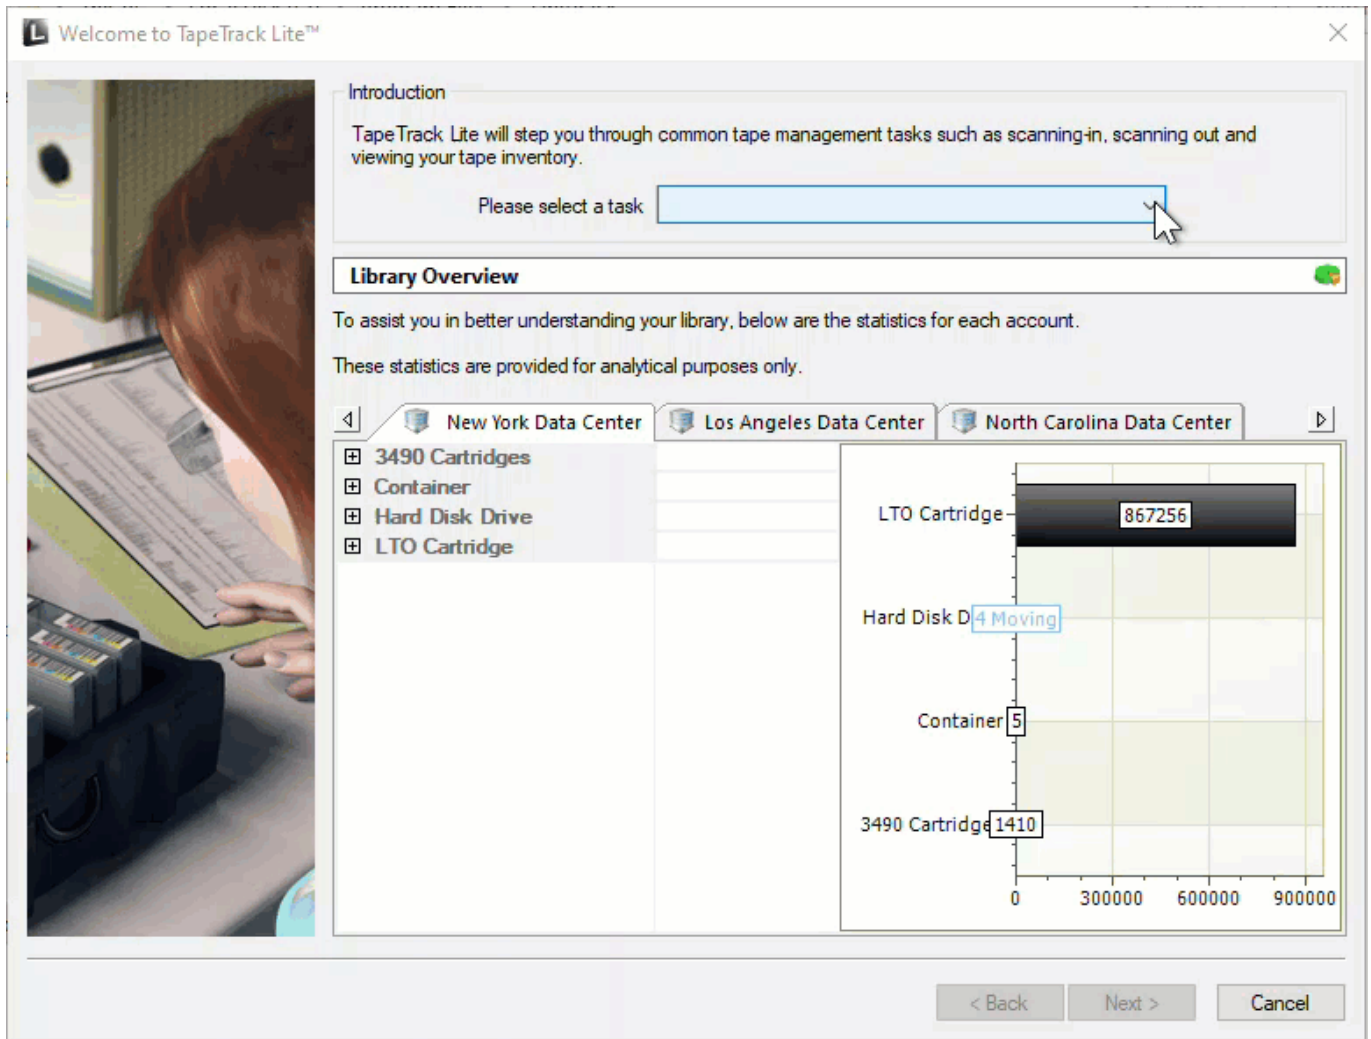 Welcome to TapeTrack Lite™
Introduction
TapeTrack Lite will step you through common tape management tasks such as scanning-in, scanning out and
viewing your tape inventory.
Please select a task
Library Overview
To assist you in better understanding your library, below are the statistics for each account.
These statistics are provided for analytical purposes only.
New York Data Center
Los Angeles Data Center
North Carolina Data Center
3490 Cartridges
Container
Hard Disk Drive
LTO Cartridge
LTO Cartridge
867256
Hard Disk D
4 Moving
Container
5
3490 Cartridge
1410
0 300000 600000 900000
< Back
Next >
Cancel